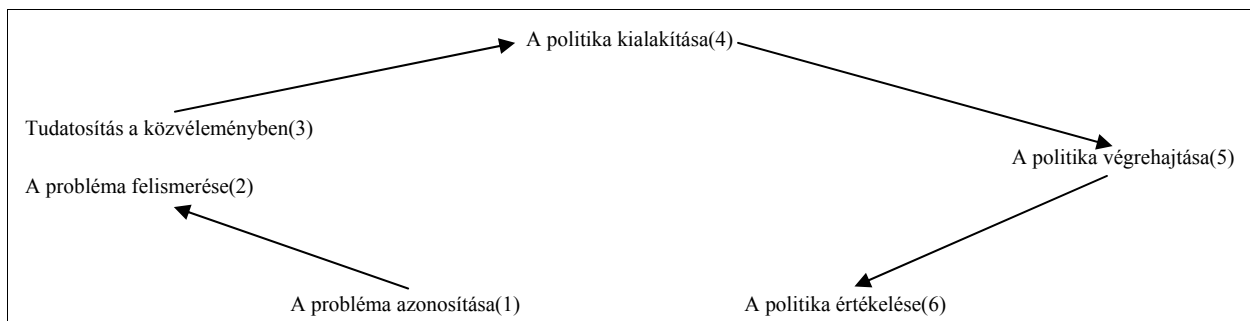 A politika kialakítása(4)
Tudatosítás a közvéleményben(3)
A politika végrehajtása(5)
A probléma felismerése(2)
A probléma azonosítása(1)
A politika értékelése(6)